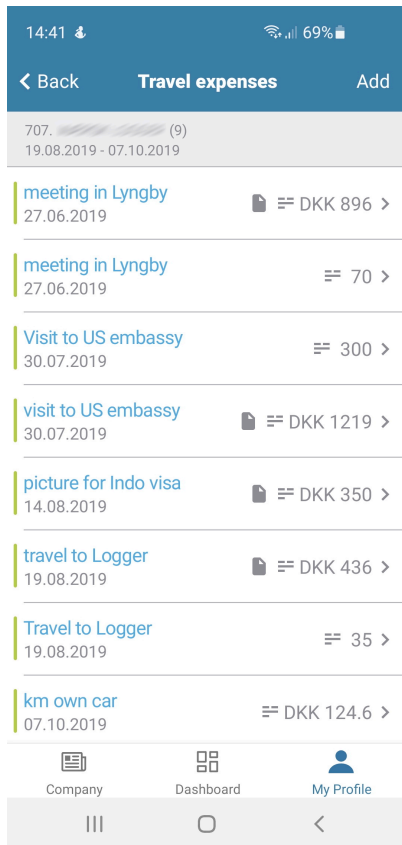 14:41 69%
Back Travel expenses Add
707. (9)
19.08.2019 - 07.10.2019
meeting in Lyngby
DKK 896
27.06.2019
meeting in Lyngby
70
27.06.2019
Visit to US embassy
300
30.07.2019
visit to US embassy
DKK 1219
30.07.2019
picture for Indo visa
DKK 350
14.08.2019
travel to Logger
DKK 436
19.08.2019
Travel to Logger
35
19.08.2019
km own car
DKK 124.6
07.10.2019
Company Dashboard My Profile